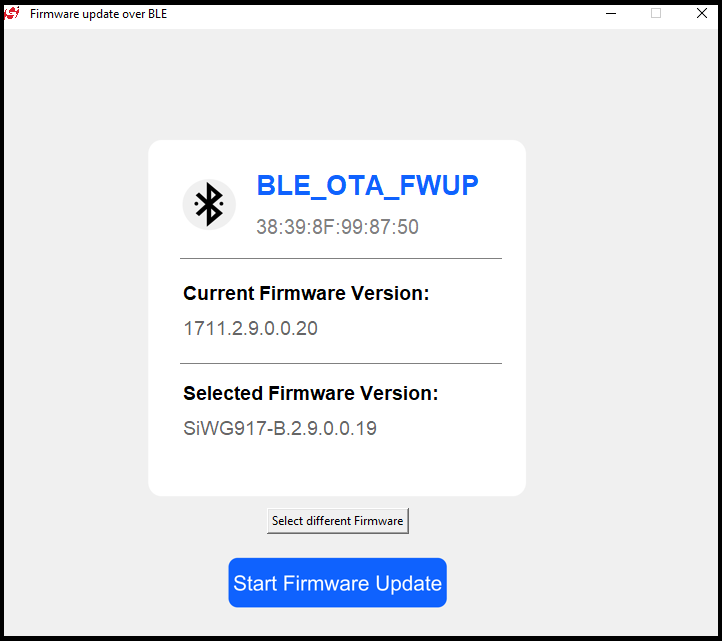 Firmware update over BLE
BLE_OTA_FWUP
38:39:8F:99:87:50
Current Firmware Version:
1711.2.9.0.0.20
Selected Firmware Version:
SiWG917-B.2.9.0.0.19
Select different Firmware
Start Firmware Update